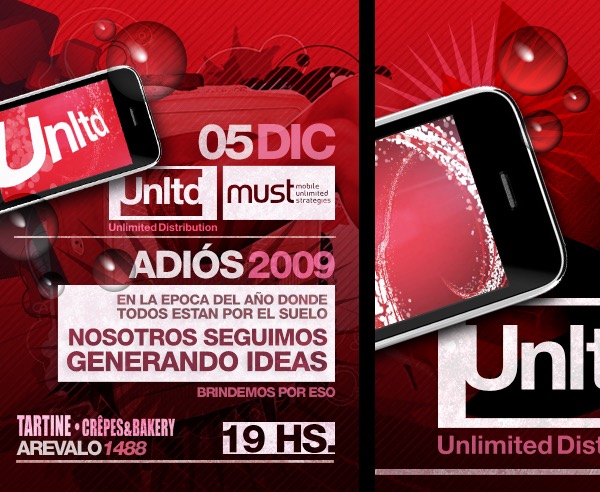 Unltd
05 DIC
Unltd
must mobile
unlimited
strategies
Unlimited Distribution
ADIÓS 2009
EN LA EPOCA DEL AÑO DONDE
TODOS ESTAN POR EL SUELO
NOSOTROS SEGUIMOS
GENERANDO IDEAS
BRINDEMOS POR ESO
TARTINE • CRÊPES&BAKERY
AREVALO 1488
19 HS.
Unlt
Unlimited Dist